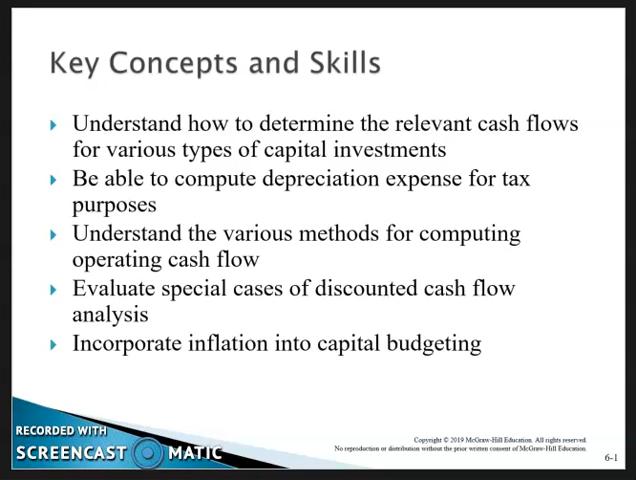 Key Concepts and Skills
Understand how to determine the relevant cash flows
for various types of capital investments
Be able to compute depreciation expense for tax
purposes
Understand the various methods for computing
operating cash flow
Evaluate special cases of discounted cash flow
analysis
Incorporate inflation into capital budgeting
RECORDED WITH
SCREENCAST MATIC
Copyright © 2019 McGraw-Hill Education. All rights reserved.
No reproduction or distribution without the prior written consent of McGraw-Hill Education.
6-1